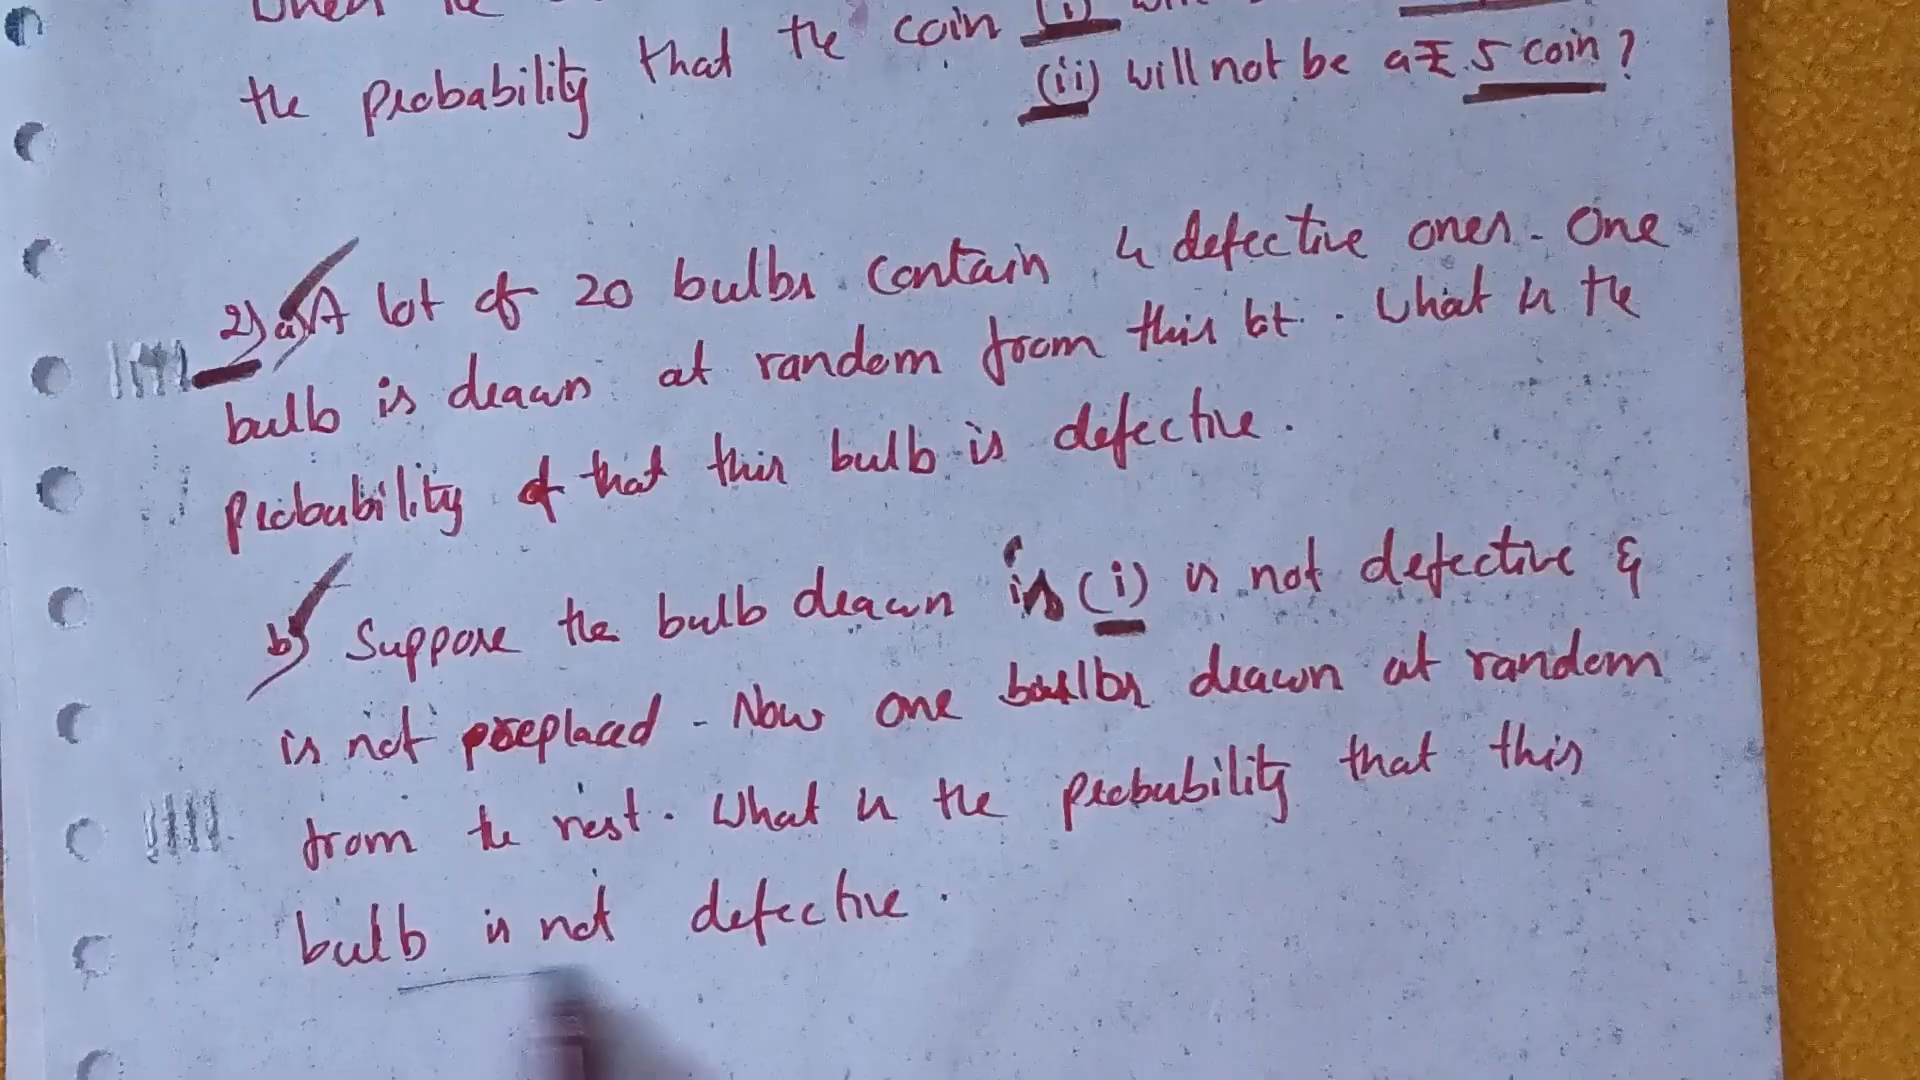 the probability that the coin (i)
(ii) will not be a ₹ 5 coin?
2) a) A lot of 20 bulbs contain 4 defective ones. One
bulb is drawn at random from this lot. What is the
probability of that this bulb is defective.
b) Suppose the bulb drawn in (i) is not defective &
is not replaced. Now one bulbs drawn at random
from the rest. What is the probability that this
bulb is not defective.